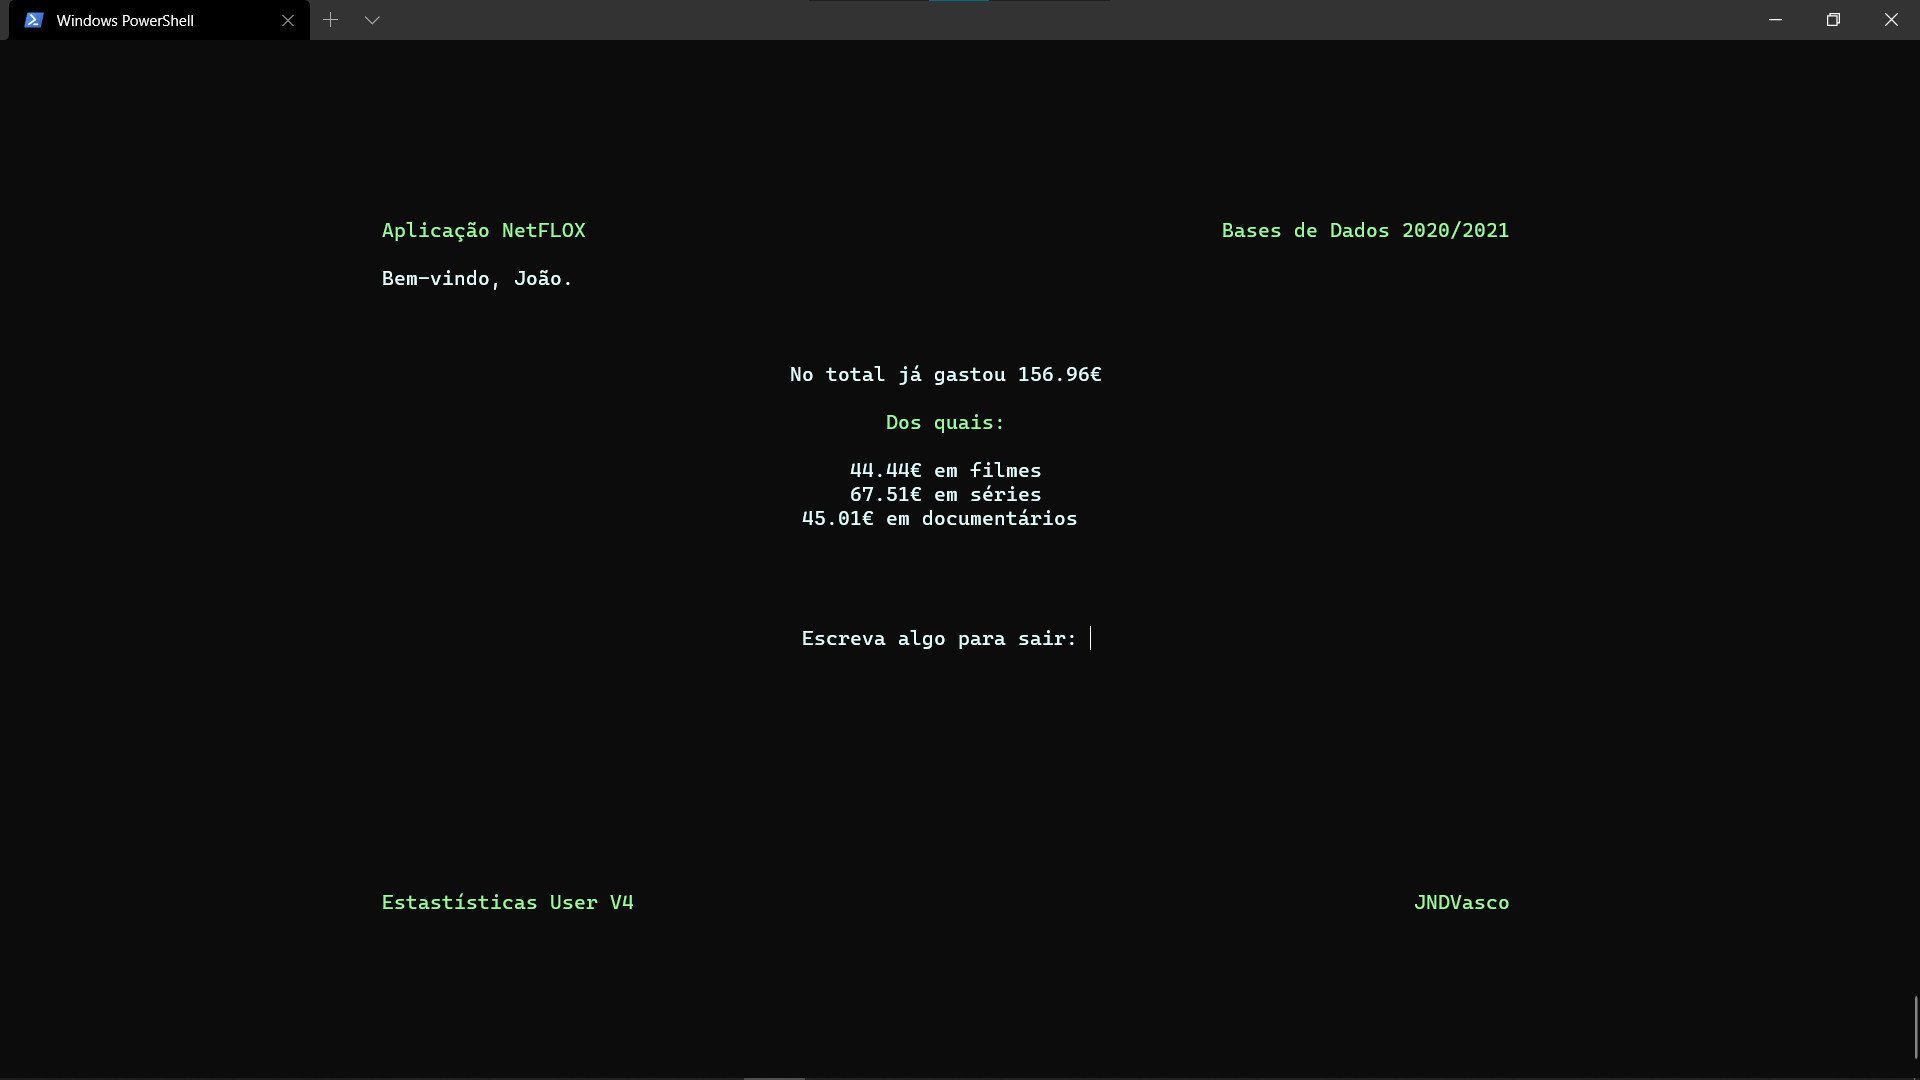 Windows PowerShell
Aplicação NetFLOX
Bases de Dados 2020/2021
Bem-vindo, João.
No total já gastou 156.96€
Dos quais:
44.44€ em filmes
67.51€ em séries
45.01€ em documentários
Escreva algo para sair:
Estastísticas User V4
JNDVasco